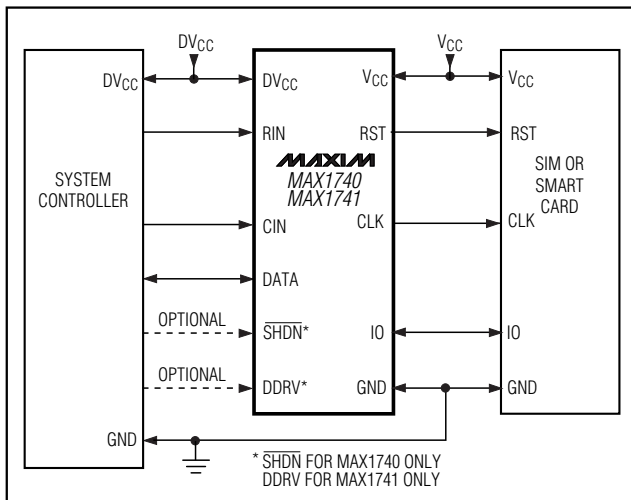 DVCC
VCC
DVCC
DVCC
VCC
VCC
RIN
RST
RST
MAXIM
MAX1740
MAX1741
SYSTEM
CONTROLLER
SIM OR
SMART
CARD
CIN
CLK
CLK
DATA
OPTIONAL
SHDN*
IO
IO
OPTIONAL
DDRV*
GND
GND
GND
* SHDN FOR MAX1740 ONLY
DDRV FOR MAX1741 ONLY